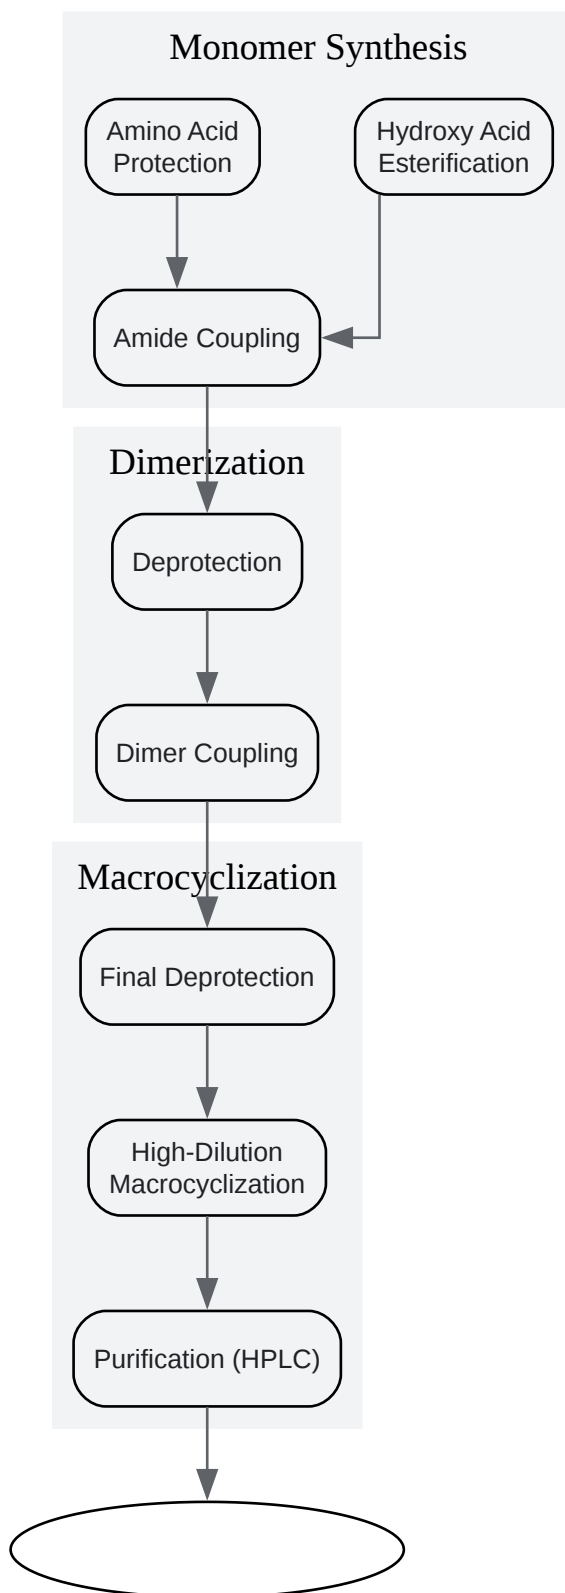 Monomer Synthesis
Amino Acid
Protection
Hydroxy Acid
Esterification
Amide Coupling
Dimerization
Deprotection
Dimer Coupling
Macrocyclization
Final Deprotection
High-Dilution
Macrocyclization
Purification (HPLC)